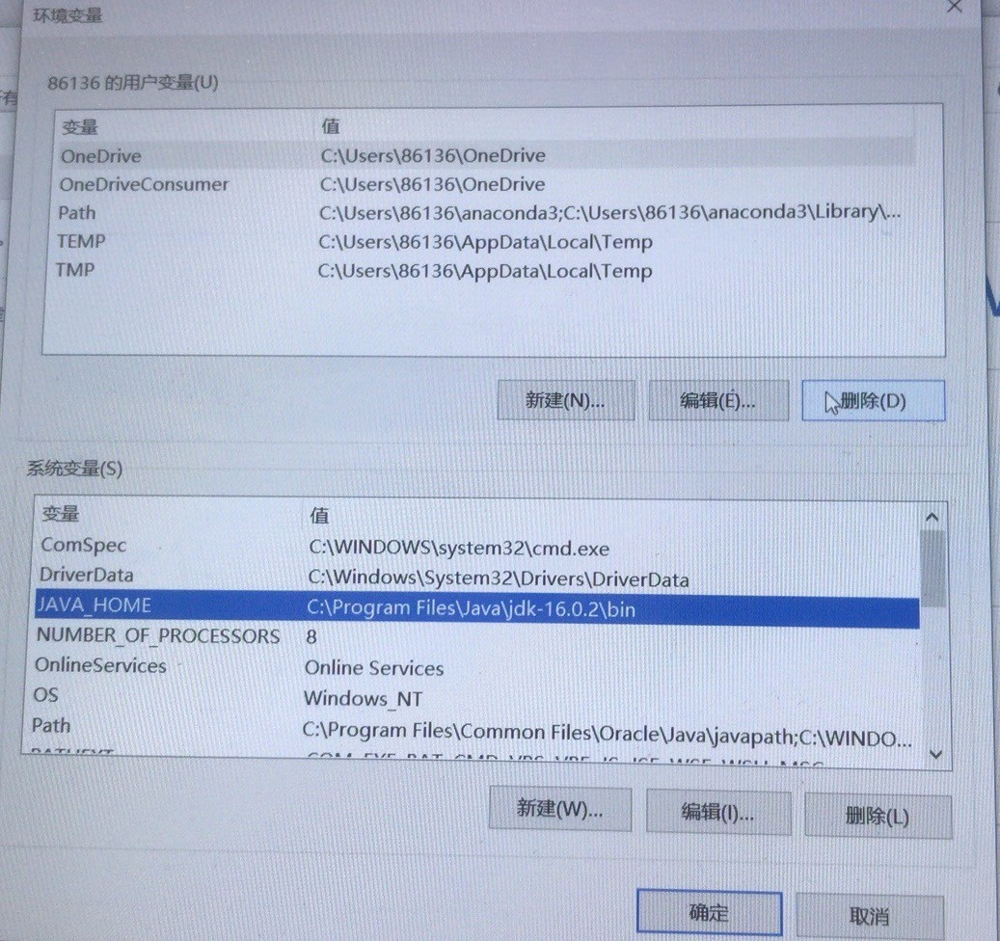 环境变量
86136 的用户变量(U)
变量 值
OneDrive C:\Users\86136\OneDrive
OneDriveConsumer C:\Users\86136\OneDrive
Path C:\Users\86136\anaconda3;C:\Users\86136\anaconda3\Library\...
TEMP C:\Users\86136\AppData\Local\Temp
TMP C:\Users\86136\AppData\Local\Temp
新建(N)... 编辑(E)... 删除(D)
系统变量(S)
变量 值
ComSpec C:\WINDOWS\system32\cmd.exe
DriverData C:\Windows\System32\Drivers\DriverData
JAVA_HOME C:\Program Files\Java\jdk-16.0.2\bin
NUMBER_OF_PROCESSORS 8
OnlineServices Online Services
OS Windows_NT
Path C:\Program Files\Common Files\Oracle\Java\javapath;C:\WINDO...
新建(W)... 编辑(I)... 删除(L)
确定 取消